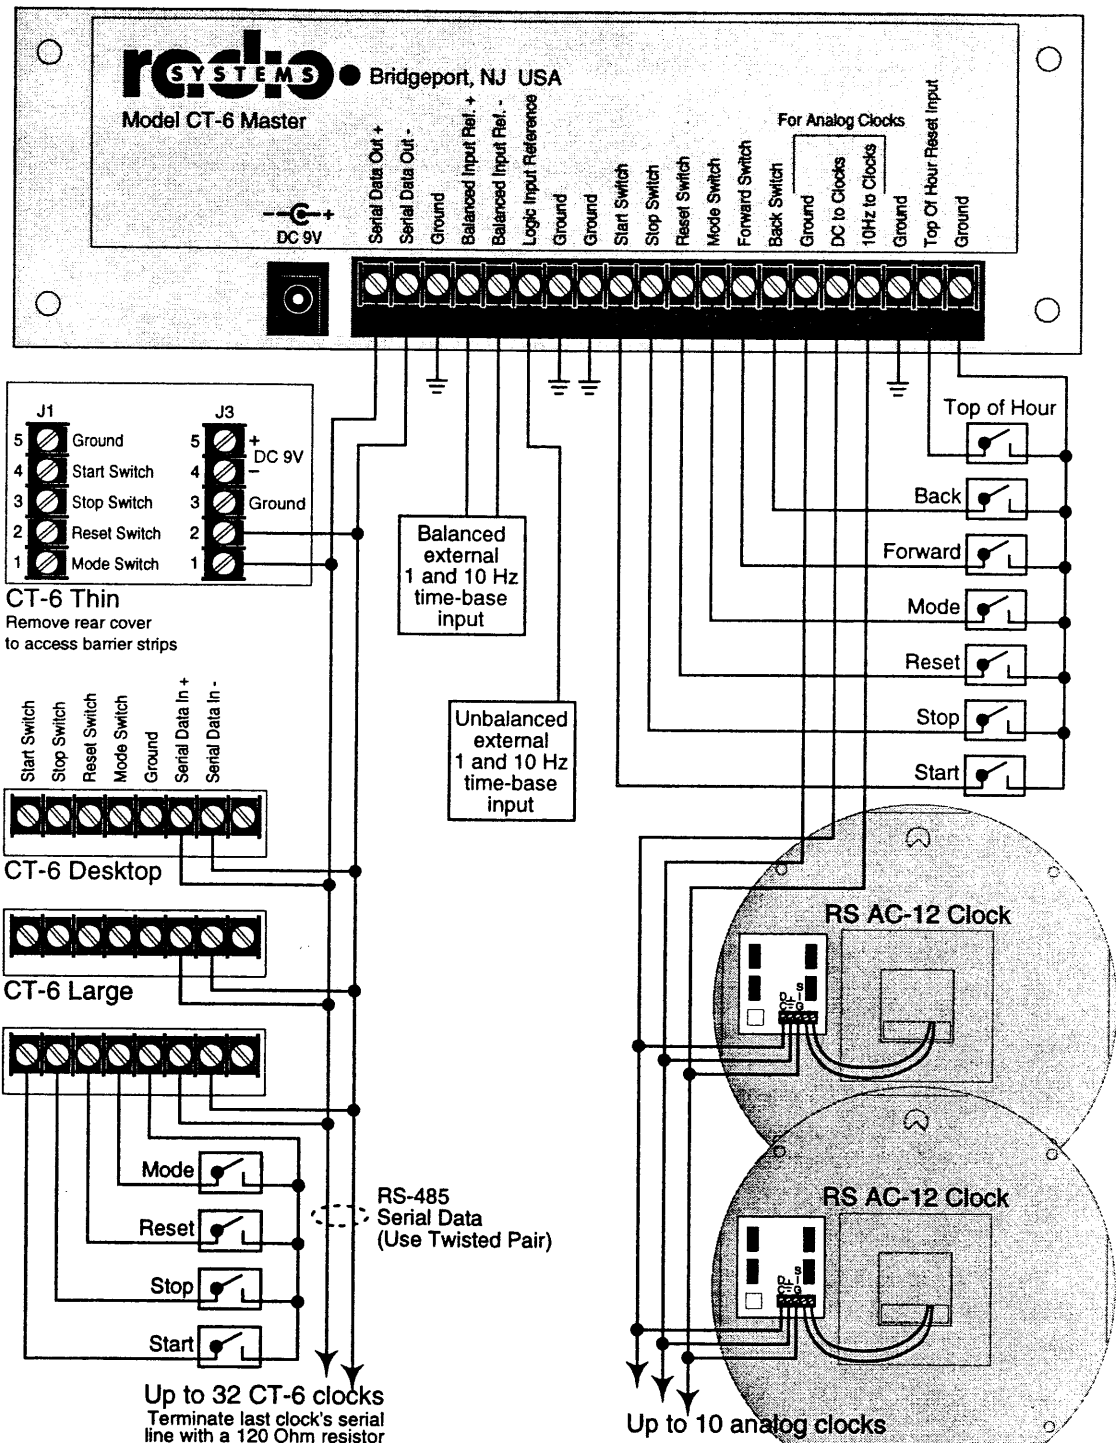 radio
SYSTEMS
Bridgeport, NJ USA
Model CT-6 Master
DC 9V
- +
Serial Data Out +
Serial Data Out -
Ground
Balanced Input Ref. +
Balanced Input Ref. -
Logic Input Reference
Ground
Ground
Start Switch
Stop Switch
Reset Switch
Mode Switch
Forward Switch
Back Switch
For Analog Clocks
Ground
DC to Clocks
10Hz to Clocks
Ground
Top Of Hour Reset Input
Ground
J1
5 Ground
4 Start Switch
3 Stop Switch
2 Reset Switch
1 Mode Switch
J3
5 +
DC 9V
4 -
3 Ground
2
1
CT-6 Thin
Remove rear cover
to access barrier strips
Balanced
external
1 and 10 Hz
time-base
input
Unbalanced
external
1 and 10 Hz
time-base
input
Top of Hour
Back
Forward
Mode
Reset
Stop
Start
Start Switch
Stop Switch
Reset Switch
Mode Switch
Ground
Serial Data In +
Serial Data In -
CT-6 Desktop
CT-6 Large
Mode
Reset
Stop
Start
RS-485
Serial Data
(Use Twisted Pair)
Up to 32 CT-6 clocks
Terminate last clock's serial
line with a 120 Ohm resistor
RS AC-12 Clock
RS AC-12 Clock
Up to 10 analog clocks